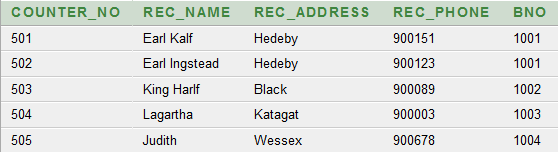 COUNTER_NO REC_NAME REC_ADDRESS REC_PHONE BNO
501 Earl Kalf Hedeby 900151 1001
502 Earl Ingstead Hedeby 900123 1001
503 King Harlf Black 900089 1002
504 Lagartha Katagat 900003 1003
505 Judith Wessex 900678 1004